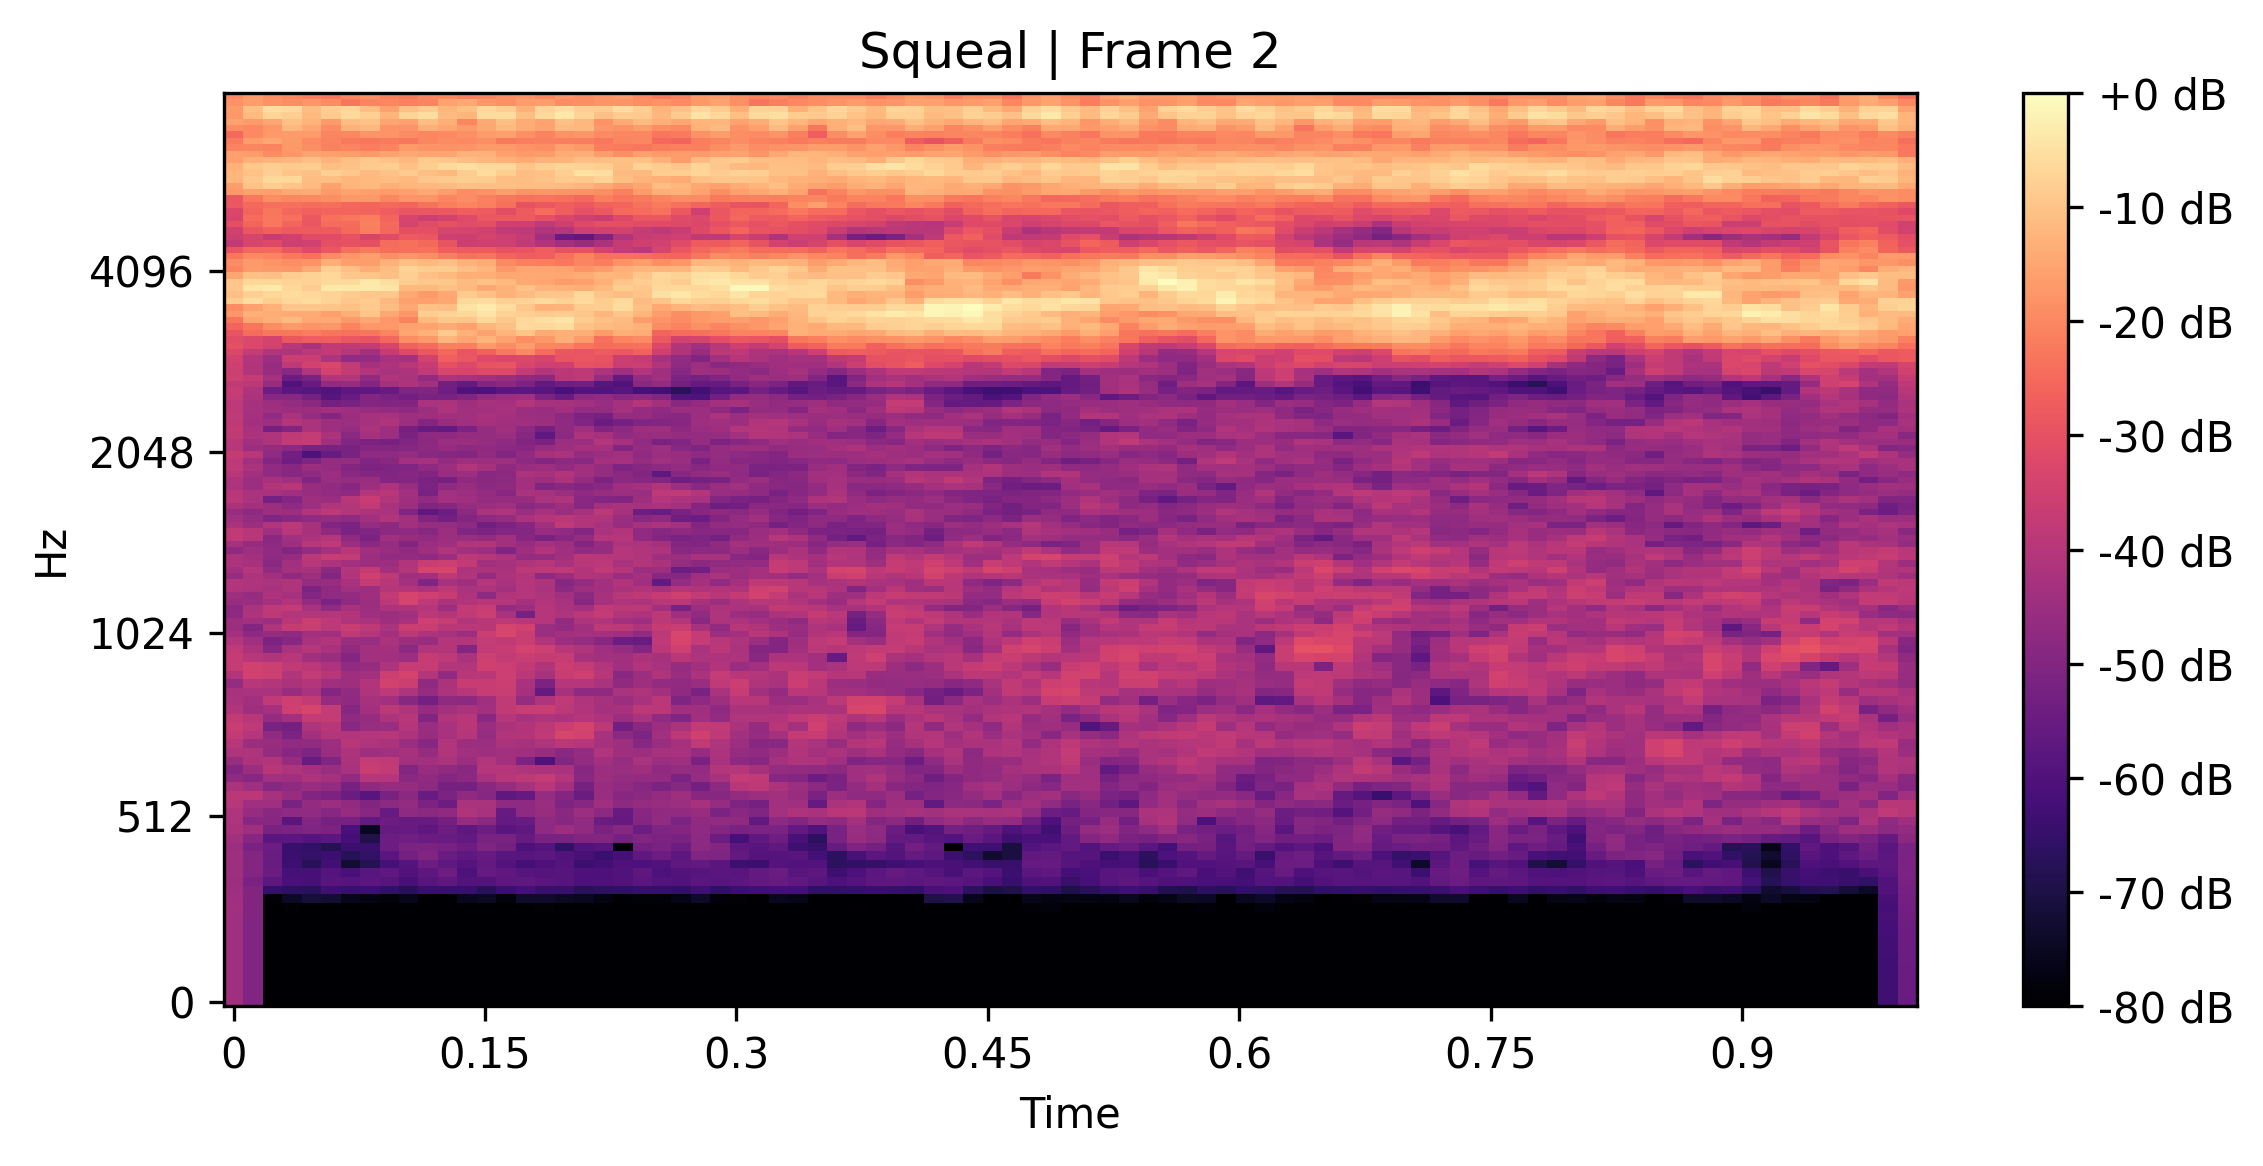 Squeal | Frame 2
Hz
4096
2048
1024
512
0
0 0.15 0.3 0.45 0.6 0.75 0.9
Time
+0 dB
-10 dB
-20 dB
-30 dB
-40 dB
-50 dB
-60 dB
-70 dB
-80 dB